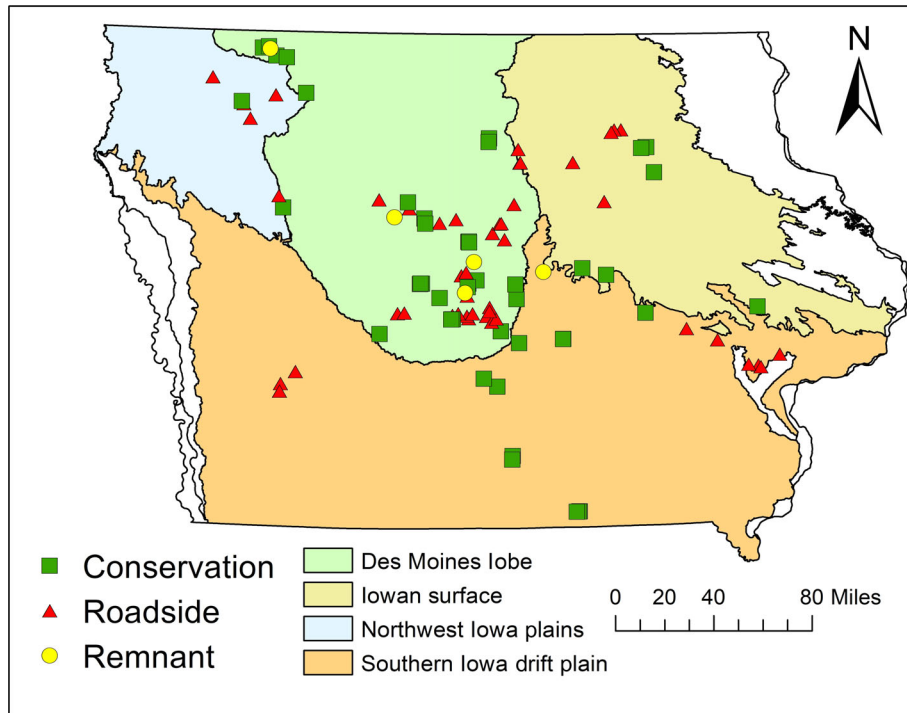 N
Conservation
Roadside
Remnant
Des Moines lobe
Iowan surface
Northwest Iowa plains
Southern Iowa drift plain
0 20 40 80 Miles